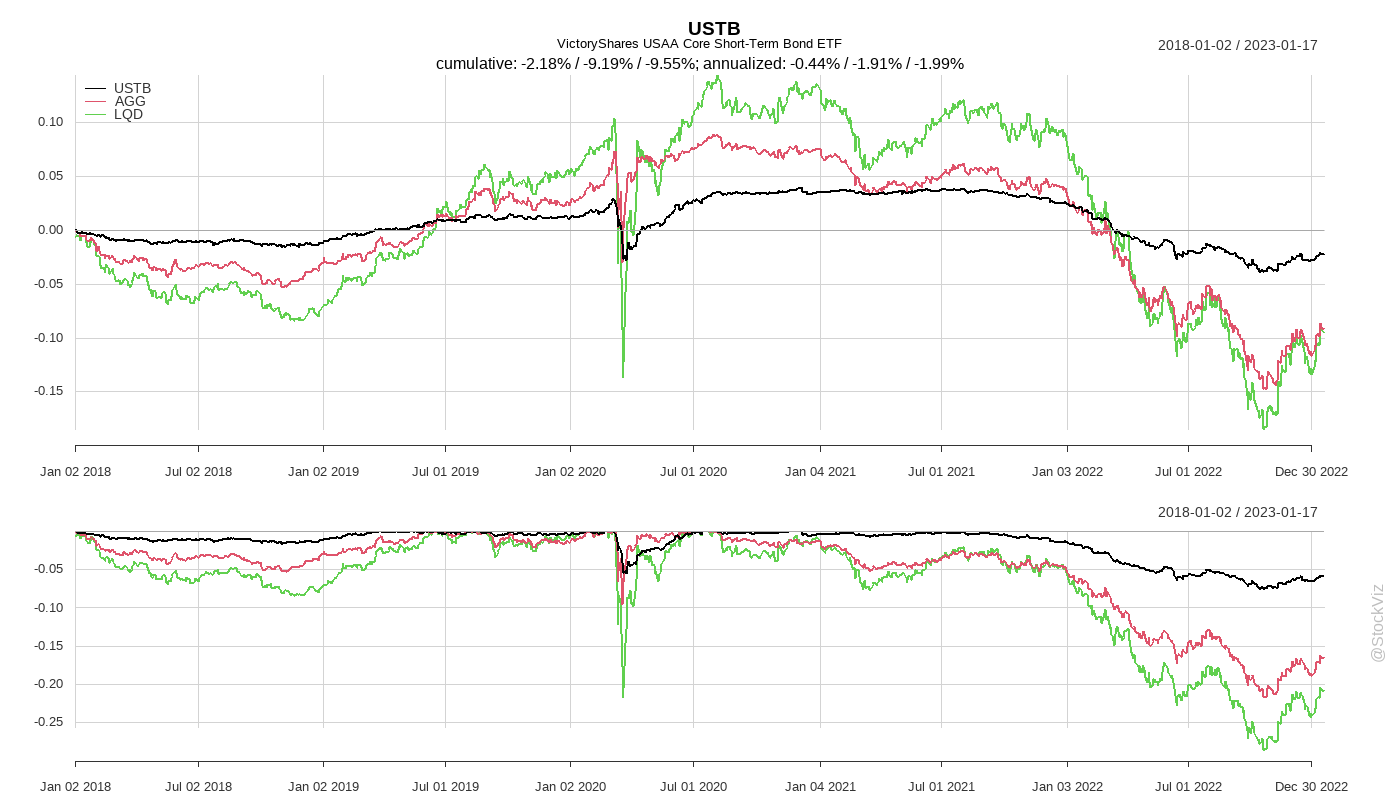 USTB
VictoryShares USAA Core Short-Term Bond ETF
2018-01-02 / 2023-01-17
cumulative: -2.18% / -9.19% / -9.55%; annualized: -0.44% / -1.91% / -1.99%
USTB
AGG
LQD
0.10
0.05
0.00
-0.05
-0.10
-0.15
Jan 02 2018 Jul 02 2018 Jan 02 2019 Jul 01 2019 Jan 02 2020 Jul 01 2020 Jan 04 2021 Jul 01 2021 Jan 03 2022 Jul 01 2022 Dec 30 2022
2018-01-02 / 2023-01-17
-0.05
-0.10
-0.15
-0.20
-0.25
Jan 02 2018 Jul 02 2018 Jan 02 2019 Jul 01 2019 Jan 02 2020 Jul 01 2020 Jan 04 2021 Jul 01 2021 Jan 03 2022 Jul 01 2022 Dec 30 2022
@StockViz